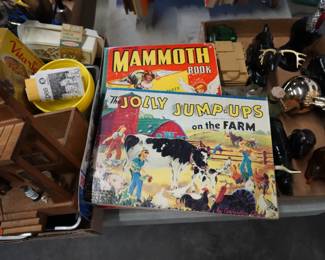 MAMMOTH
BOOK
The JOLLY JUMP-UPS
on the FARM